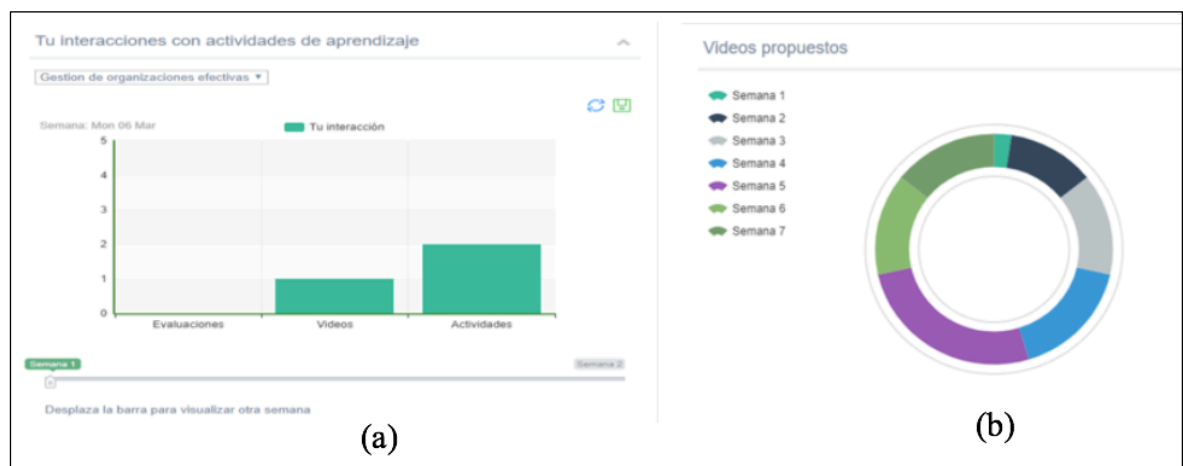 Tu interacciones con actividades de aprendizaje
Gestion de organizaciones efectivas
Semana: Mon 06 Mar
Tu interacción
5
4
3
2
1
0
Evaluaciones Videos Actividades
Semana 1 Semana 2
Desplaza la barra para visualizar otra semana
(a)
Videos propuestos
Semana 1
Semana 2
Semana 3
Semana 4
Semana 5
Semana 6
Semana 7
(b)